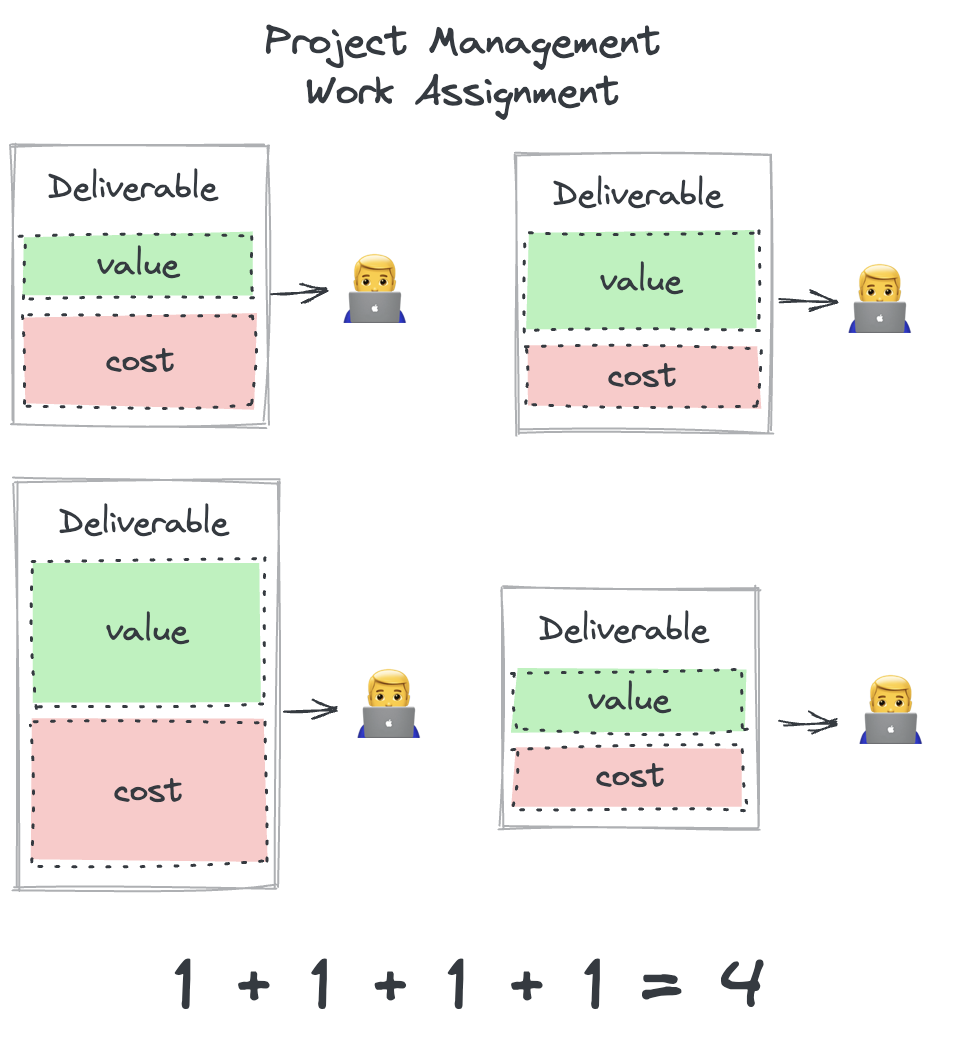 Project Management
Work Assignment
Deliverable
value
cost
Deliverable
value
cost
Deliverable
value
cost
Deliverable
value
cost
1 + 1 + 1 + 1 = 4